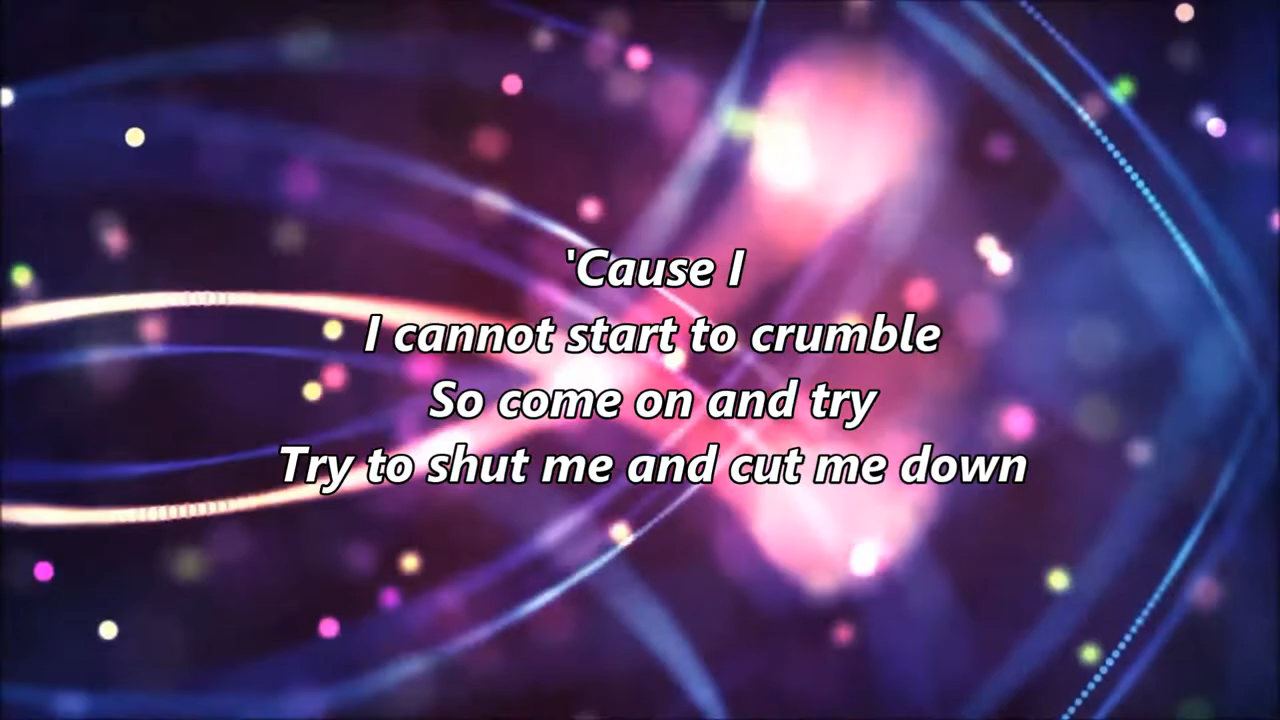 'Cause I
I cannot start to crumble
So come on and try
Try to shut me and cut me down